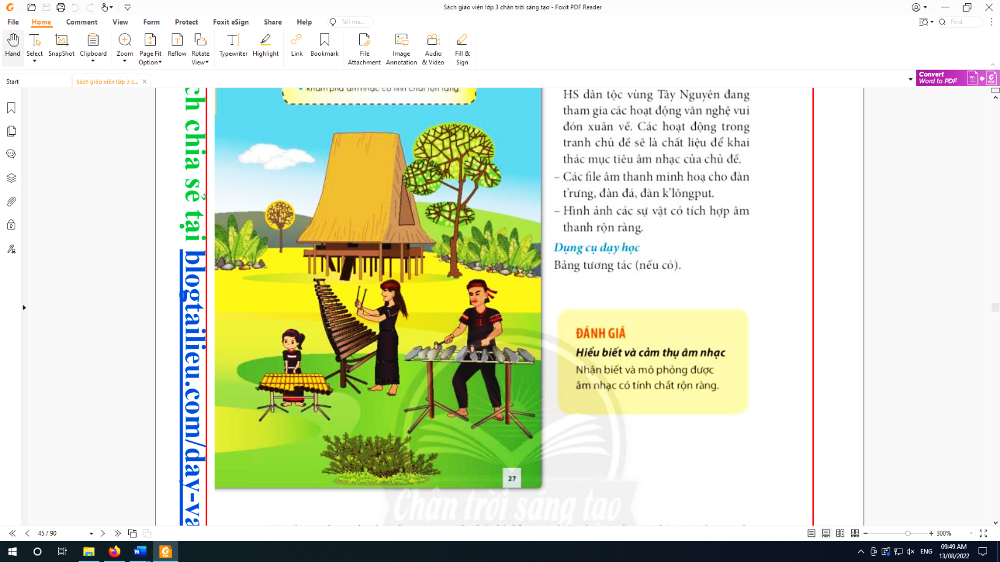 Sách giáo viên lớp 3 chân trời sáng tạo - Foxit PDF Reader
File Home Comment View Form Protect Foxit eSign Share Help Tell me... Find
Hand Select SnapShot Clipboard Zoom Page Fit Option Reflow Rotate View Typewriter Highlight Link Bookmark File Attachment Image Annotation Audio & Video Fill & Sign
Convert
Word to PDF
Start Sách giáo viên lớp 3 c...
ch chia sẻ tại blogtailieu.com/day-va
HS dân tộc vùng Tây Nguyên đang
tham gia các hoạt động văn nghệ vui
đón xuân về. Các hoạt động trong
tranh chủ đề sẽ là chất liệu để khai
thác mục tiêu âm nhạc của chủ đề.
– Các file âm thanh minh hoạ cho đàn
t'rưng, đàn đá, đàn k'lôngput.
– Hình ảnh các sự vật có tích hợp âm
thanh rộn ràng.
Dụng cụ dạy học
Bảng tương tác (nếu có).
ĐÁNH GIÁ
Hiểu biết và cảm thụ âm nhạc
Nhận biết và mô phỏng được
âm nhạc có tính chất rộn ràng.
27
Chân trời sáng tạo
45 / 90
300%
ENG
09:49 AM
13/08/2022